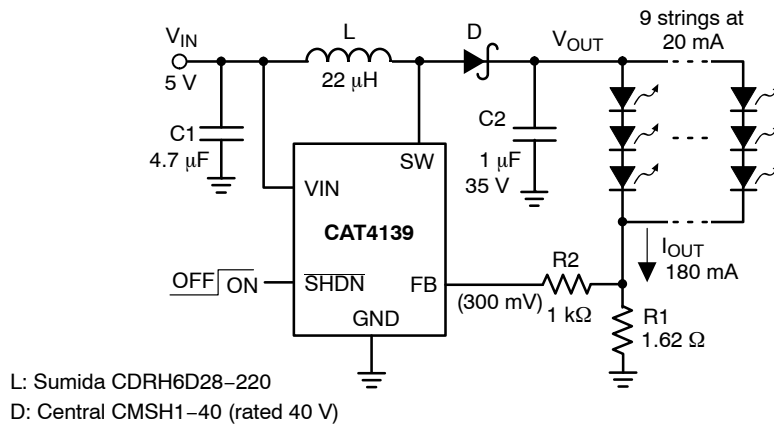 V_IN
5 V
L
22 μH
D
V_OUT
9 strings at
20 mA
C1
4.7 μF
C2
1 μF
35 V
SW
VIN
CAT4139
OFF ON
SHDN
FB
GND
(300 mV)
R2
1 kΩ
I_OUT
180 mA
R1
1.62 Ω
L: Sumida CDRH6D28−220
D: Central CMSH1−40 (rated 40 V)